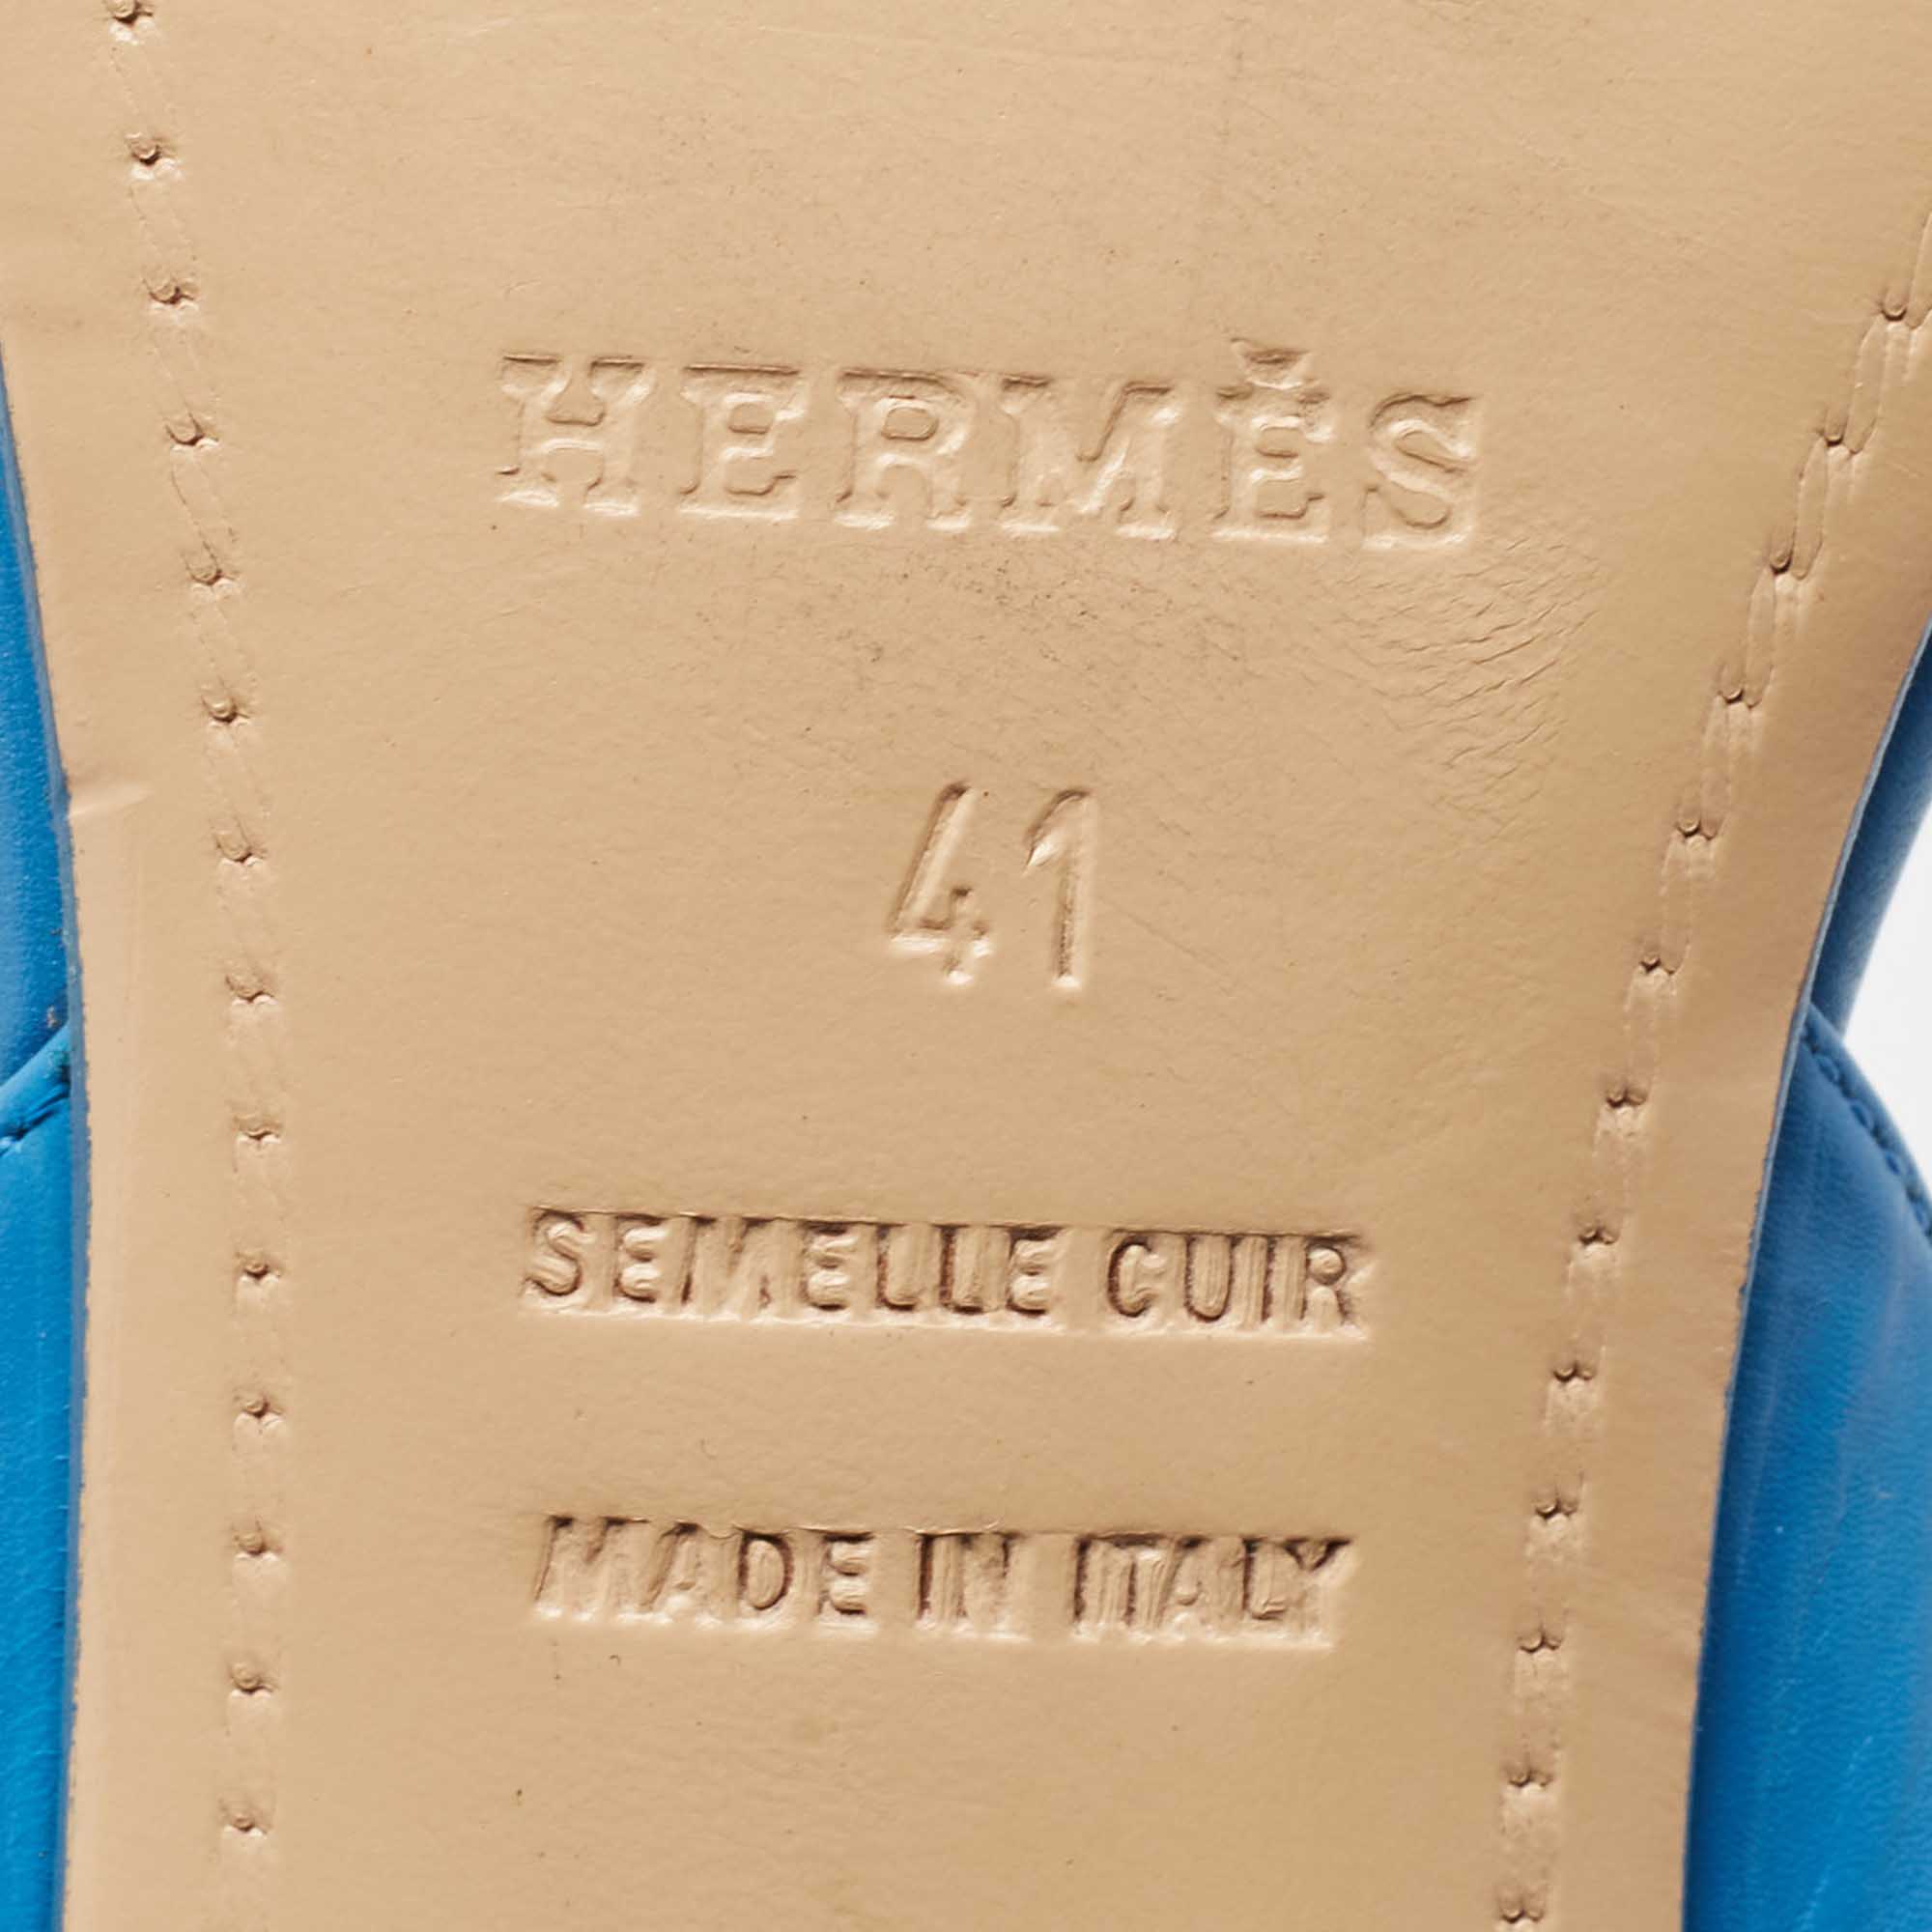 HERMÈS
41
SEMELLE CUIR
MADE IN ITALY